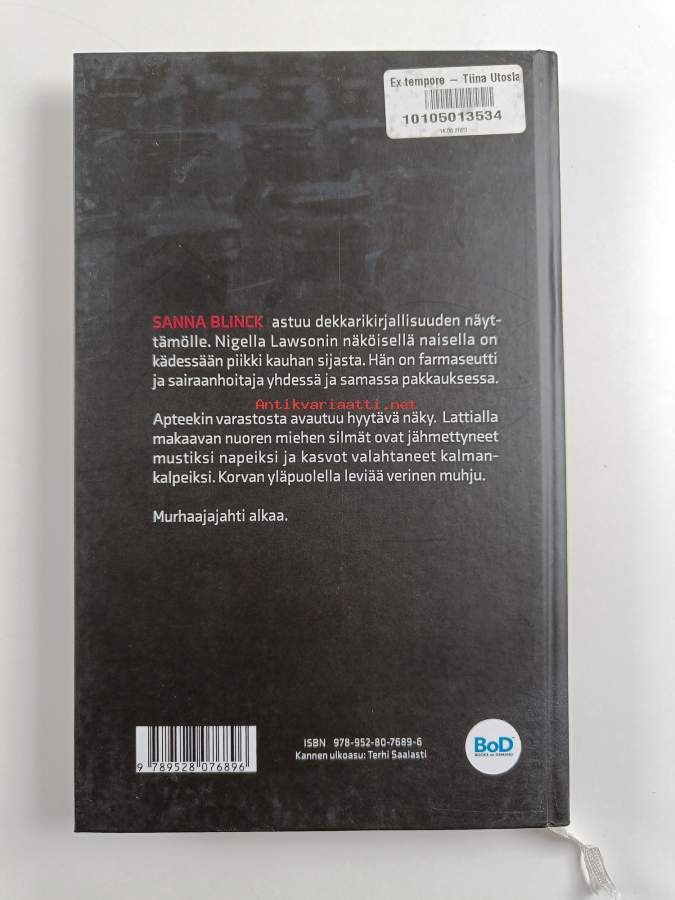 Ex tempore — Tiina Utosla
10105013534
SANNA BLINCK astuu dekkarikirjallisuuden näyt-
tämölle. Nigella Lawsonin näköisellä naisella on
kädessään piikki kauhan sijasta. Hän on farmaseutti
ja sairaanhoitaja yhdessä ja samassa pakkauksessa.
Antikvariaatti.net
Apteekin varastosta avautuu hyytävä näky. Lattialla
makaavan nuoren miehen silmät ovat jähmettyneet
mustiksi napeiksi ja kasvot valahtaneet kalman-
kalpeiksi. Korvan yläpuolella leviää verinen muhju.
Murhaajajahti alkaa.
ISBN 978-952-80-7689-6
Kannen ulkoasu: Terhi Saalasti
9 789528 076896
BoD
BOOKS on DEMAND